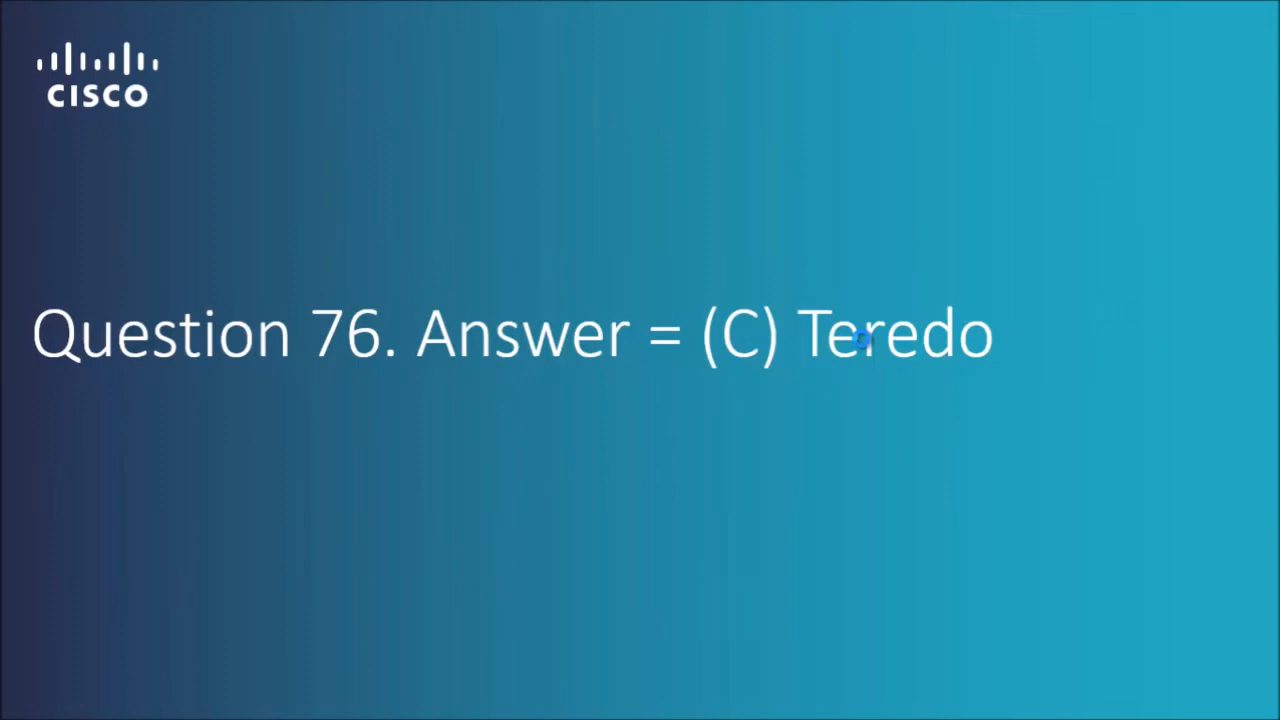 CISCO
Question 76. Answer = (C) Teredo